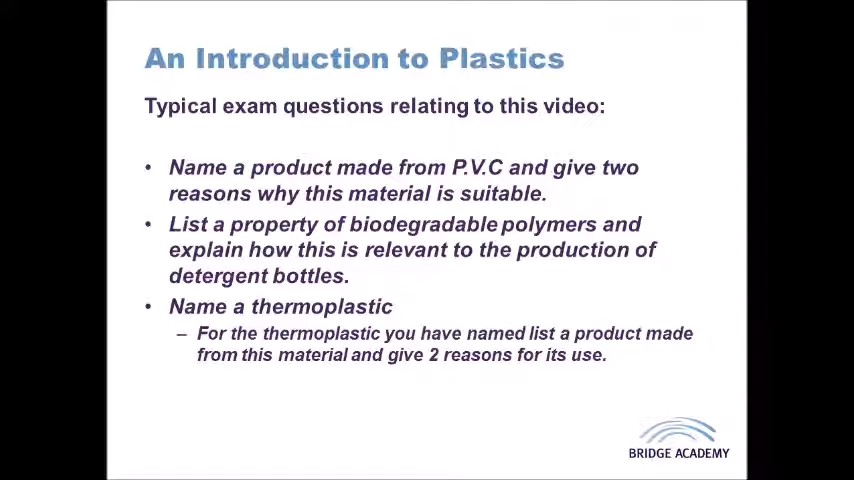 An Introduction to Plastics
Typical exam questions relating to this video:
• Name a product made from P.V.C and give two
reasons why this material is suitable.
• List a property of biodegradable polymers and
explain how this is relevant to the production of
detergent bottles.
• Name a thermoplastic
– For the thermoplastic you have named list a product made
from this material and give 2 reasons for its use.
BRIDGE ACADEMY